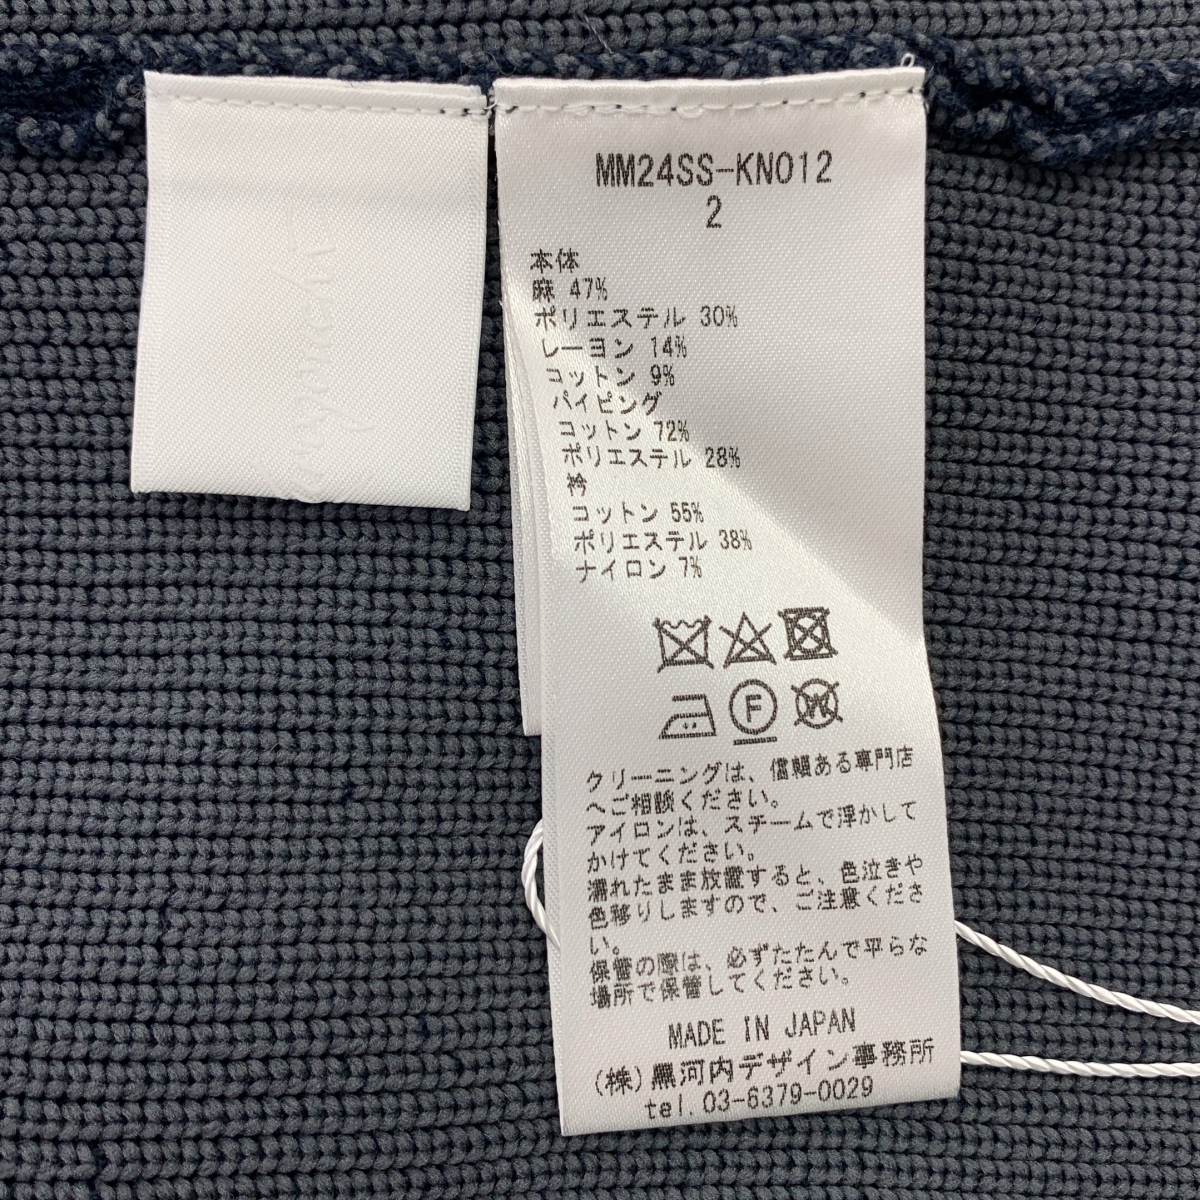 MM24SS-KN012
2
本体
麻 47%
ポリエステル 30%
レーヨン 14%
コットン 9%
パイピング
コットン 72%
ポリエステル 28%
衿
コットン 55%
ポリエステル 38%
ナイロン 7%
F
W
クリーニングは、信頼ある専門店
へご相談ください。
アイロンは、スチームで浮かして
かけてください。
濡れたまま放置すると、色泣きや
色移りしますので、ご注意くださ
い。
保管の際は、必ずたたんで平らな
場所で保管してください。
MADE IN JAPAN
(株)黒河内デザイン事務所
tel.03-6379-0029